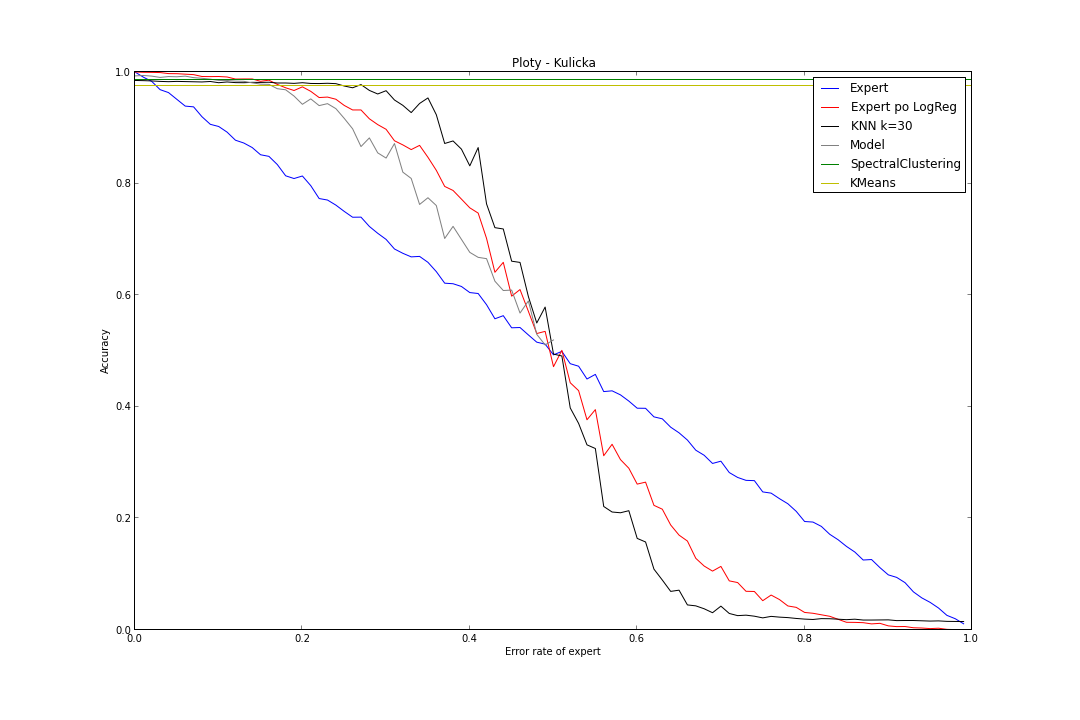 Ploty - Kulicka
1.0
0.8
0.6
0.4
0.2
0.0
Accuracy
Expert
Expert po LogReg
KNN k=30
Model
SpectralClustering
KMeans
0.0 0.2 0.4 0.6 0.8 1.0
Error rate of expert